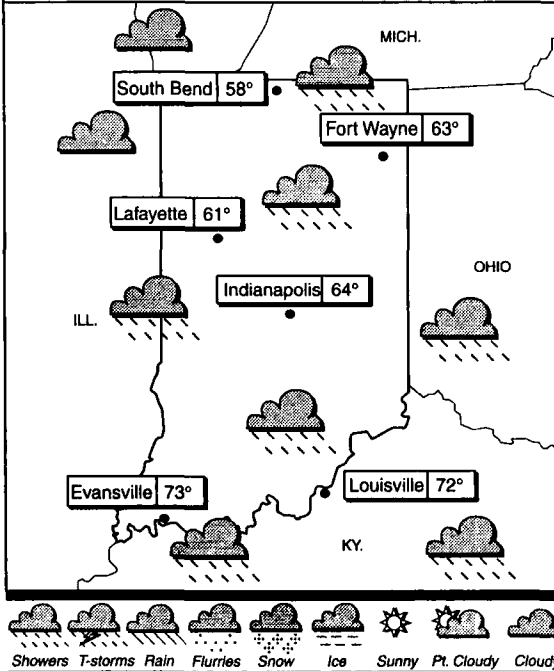 MICH.
South Bend 58°
Fort Wayne 63°
Lafayette 61°
OHIO
Indianapolis 64°
ILL.
Evansville 73°
Louisville 72°
KY.
Showers T-storms Rain Flurries Snow Ice Sunny Pt. Cloudy Cloud